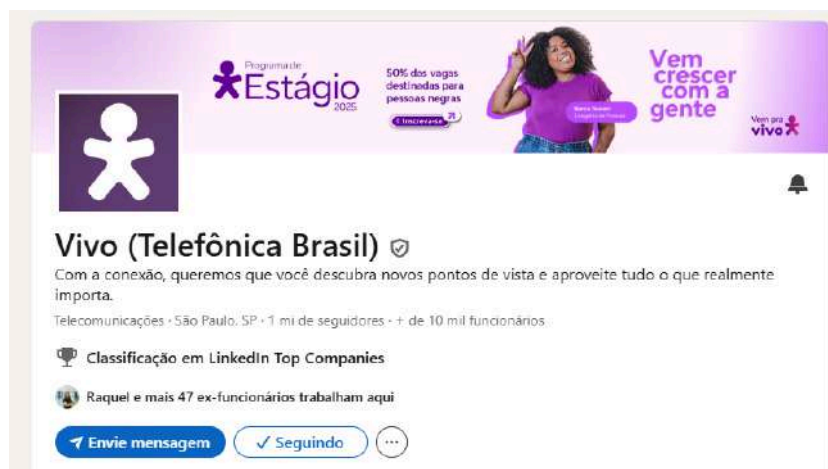 Programa de
Estágio
2025
50% das vagas
destinadas para
pessoas negras
Inscreva-se
Vem
crescer
com a
gente
Vem pra
vivo
Vivo (Telefônica Brasil)
Com a conexão, queremos que você descubra novos pontos de vista e aproveite tudo o que realmente
importa.
Telecomunicações · São Paulo, SP · 1 mi de seguidores · + de 10 mil funcionários
Classificação em LinkedIn Top Companies
Raquel e mais 47 ex-funcionários trabalham aqui
Envie mensagem
Seguindo